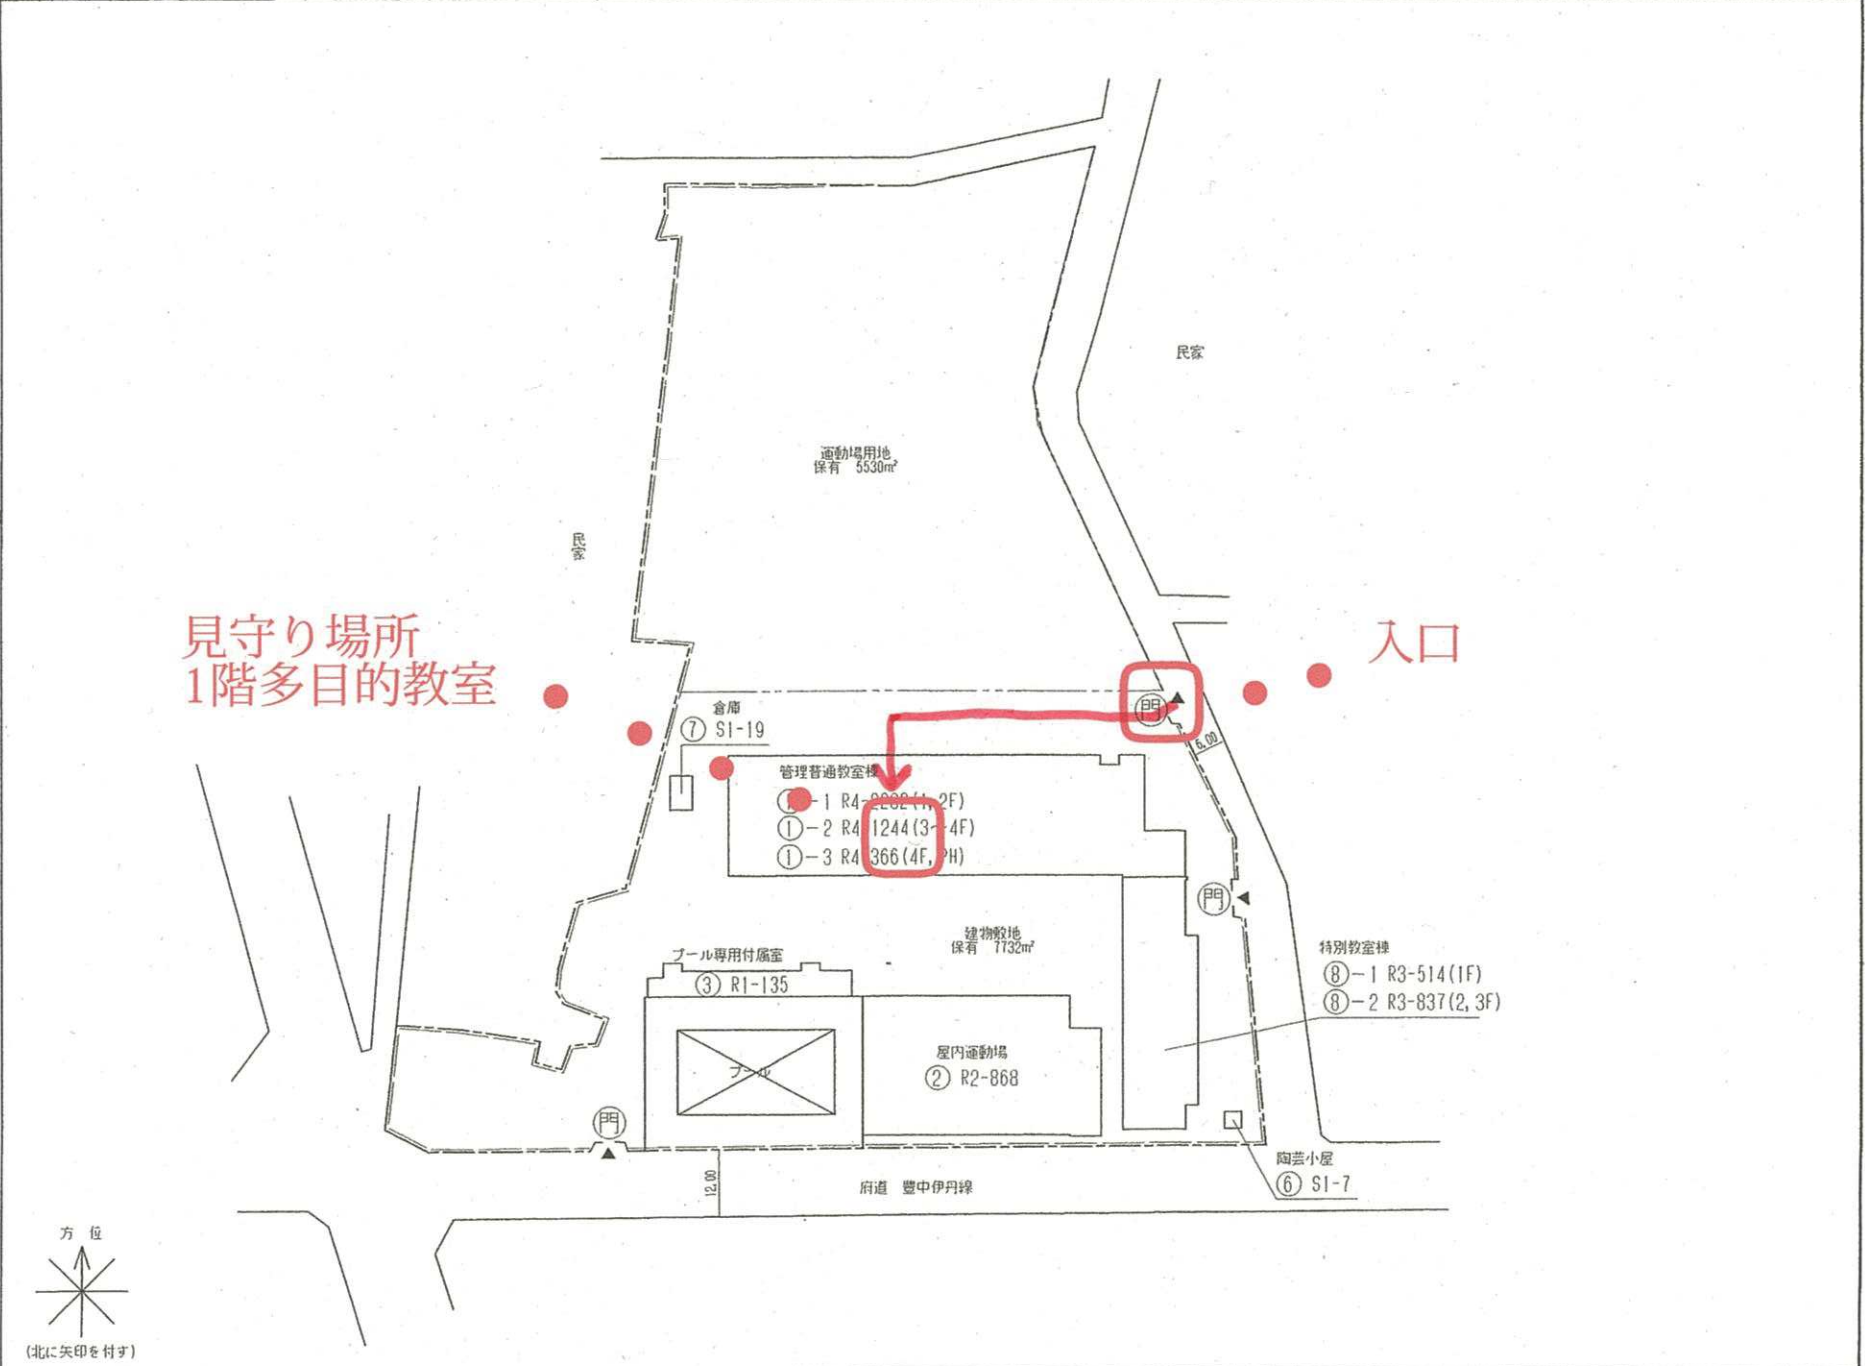 民家
運動場用地
保有 5530m²
民家
見守り場所
1階多目的教室
入口
門
6.00
倉庫
⑦ S1-19
管理普通教室棟
-1 R4-2282(1,2F)
①-2 R4 1244(3~4F)
①-3 R4 366(4F, PH)
門
建物敷地
保有 7732m²
特別教室棟
⑧-1 R3-514(1F)
⑧-2 R3-837(2,3F)
プール専用付属室
③ R1-135
プール
屋内運動場
② R2-868
門
陶芸小屋
⑥ S1-7
12.00
府道 豊中伊丹線
方 位
(北に矢印を付す)